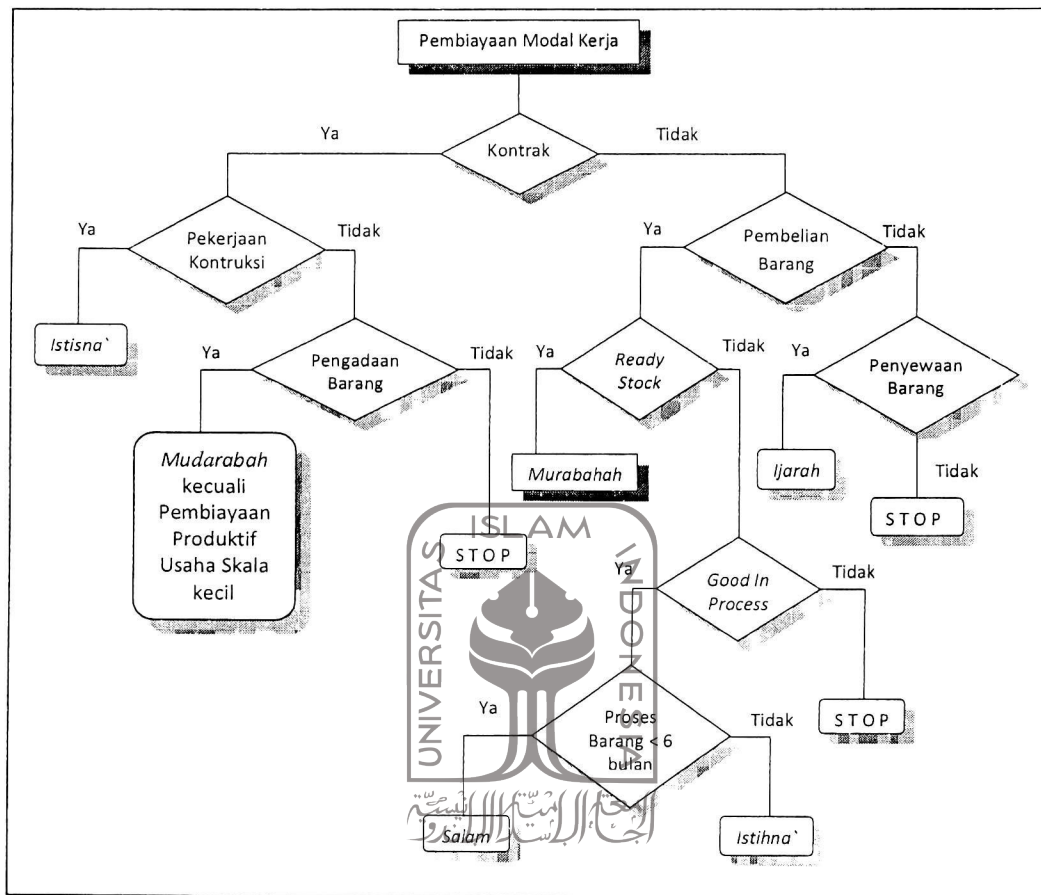 Pembiayaan Modal Kerja
Ya
Tidak
Kontrak
Ya
Pekerjaan
Kontruksi
Tidak
Ya
Pembelian
Barang
Tidak
Istisna`
Ya
Pengadaan
Barang
Tidak
Ya
Ready
Stock
Tidak
Ya
Penyewaan
Barang
Mudarabah
kecuali
Pembiayaan
Produktif
Usaha Skala
kecil
Murabahah
Ijarah
Tidak
STOP
STOP
ISLAM
UNIVERSITAS
INDONESIA
Ya
Good In
Process
Tidak
Ya
Proses
Barang < 6
bulan
Tidak
STOP
Salam
Istihna`